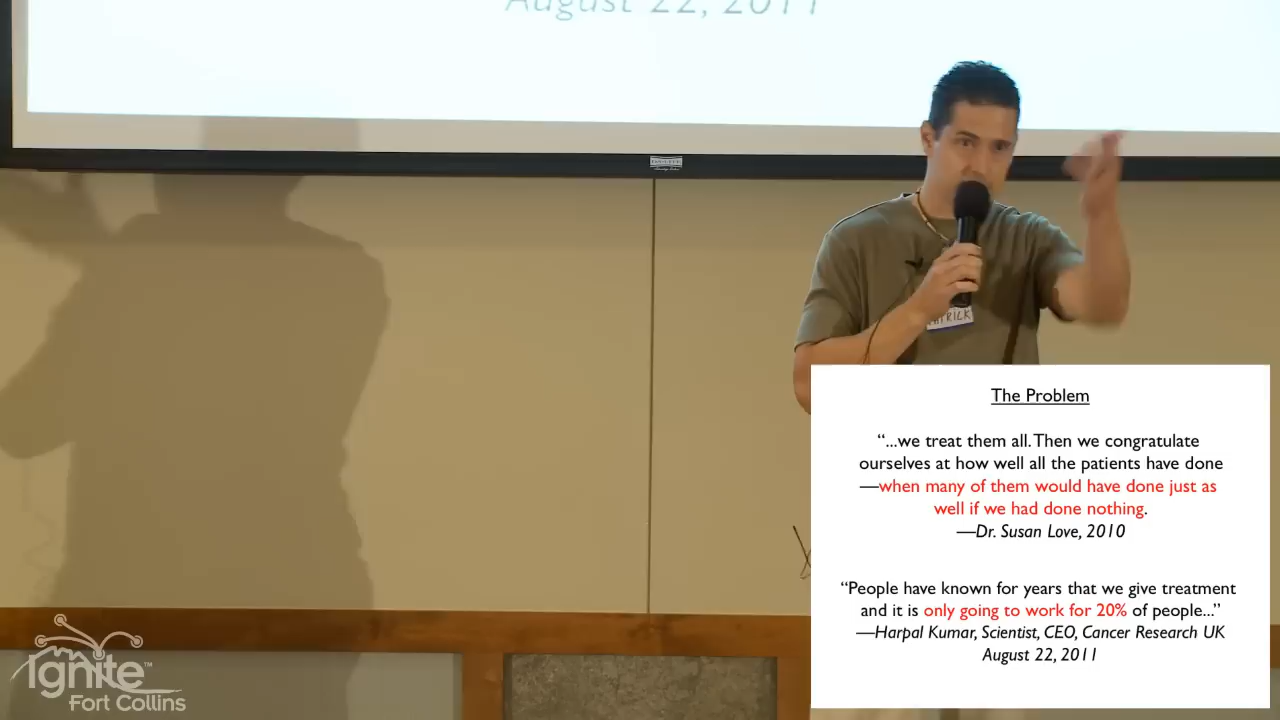 August 22, 2011
The Problem
“...we treat them all. Then we congratulate
ourselves at how well all the patients have done
—when many of them would have done just as
well if we had done nothing.
—Dr. Susan Love, 2010
“People have known for years that we give treatment
and it is only going to work for 20% of people...”
—Harpal Kumar, Scientist, CEO, Cancer Research UK
August 22, 2011
ignite™
Fort Collins